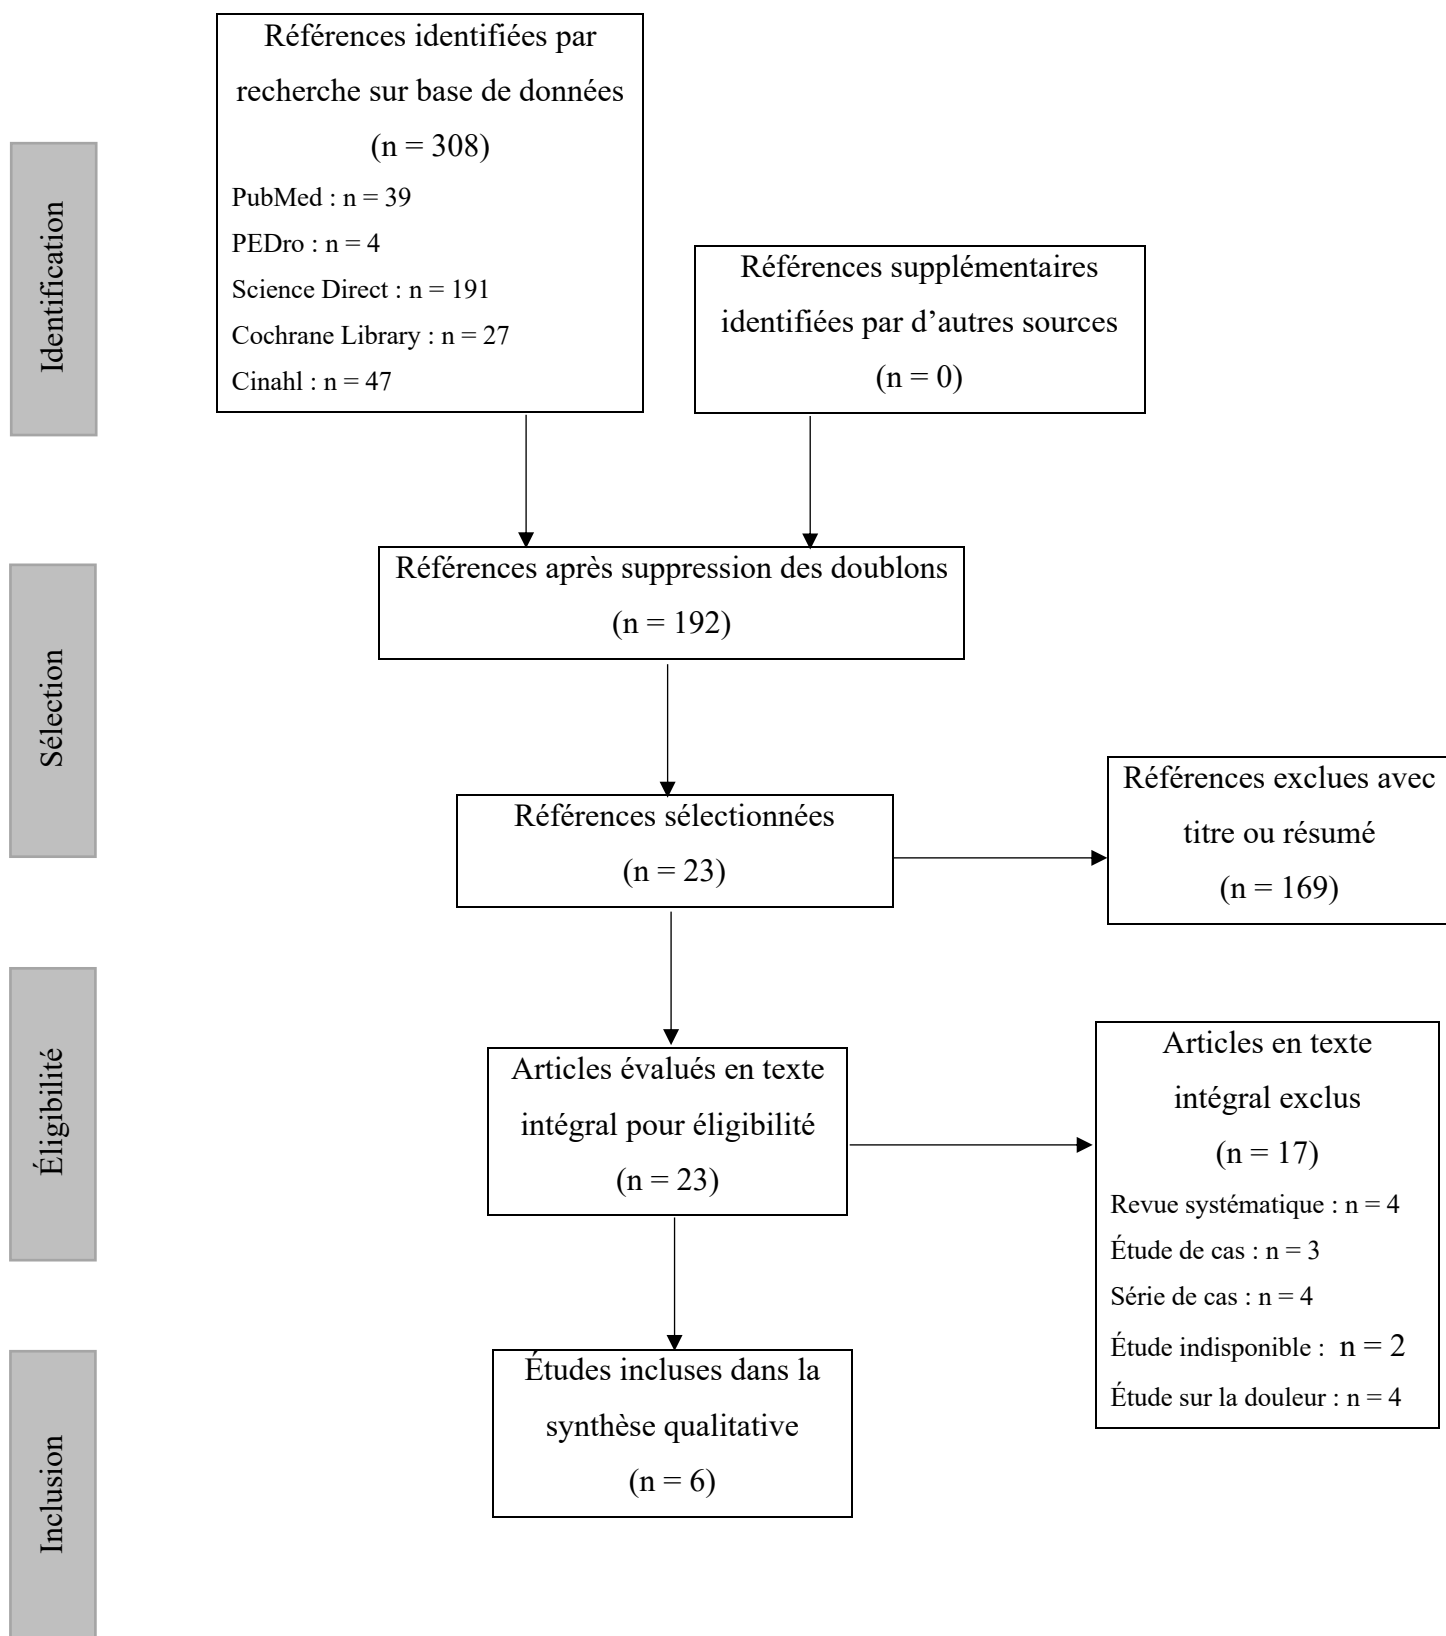 Références identifiées par
recherche sur base de données
(n = 308)
PubMed : n = 39
PEDro : n = 4
Science Direct : n = 191
Cochrane Library : n = 27
Cinahl : n = 47
Identification
Références supplémentaires
identifiées par d’autres sources
(n = 0)
Références après suppression des doublons
(n = 192)
Sélection
Références sélectionnées
(n = 23)
Références exclues avec
titre ou résumé
(n = 169)
Éligibilité
Articles évalués en texte
intégral pour éligibilité
(n = 23)
Articles en texte
intégral exclus
(n = 17)
Revue systématique : n = 4
Étude de cas : n = 3
Série de cas : n = 4
Étude indisponible : n = 2
Étude sur la douleur : n = 4
Inclusion
Études incluses dans la
synthèse qualitative
(n = 6)